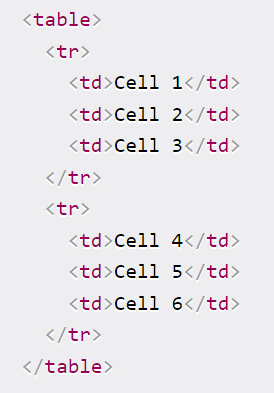 <table>
<tr>
<td>Cell 1</td>
<td>Cell 2</td>
<td>Cell 3</td>
</tr>
<tr>
<td>Cell 4</td>
<td>Cell 5</td>
<td>Cell 6</td>
</tr>
</table>